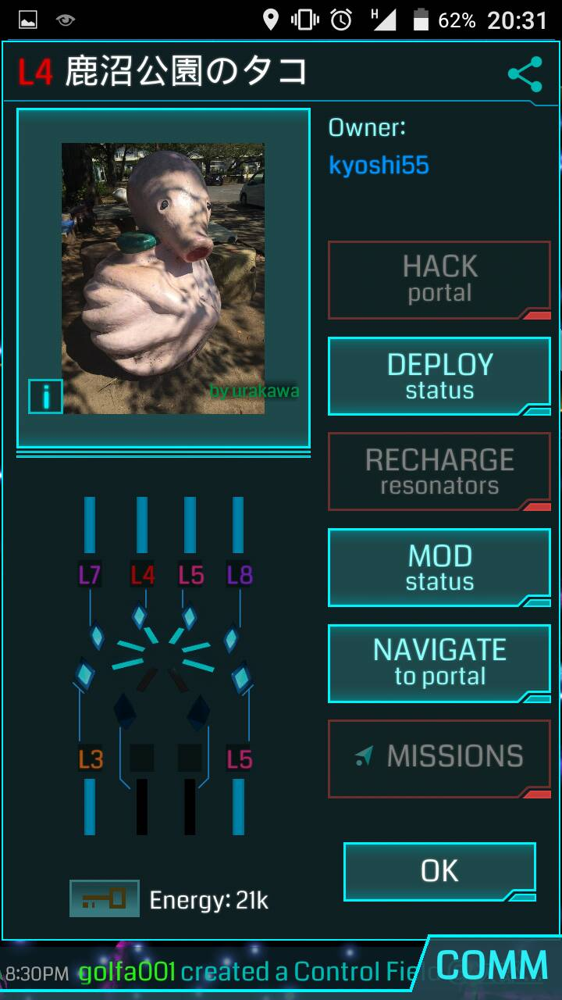 H 62% 20:31
L4 鹿沼公園のタコ
Owner:
kyoshi55
i
by urakawa
HACK
portal
DEPLOY
status
RECHARGE
resonators
MOD
status
NAVIGATE
to portal
MISSIONS
L7 L4 L5 L8
L3 L5
OK
Energy: 21k
8:30PM golfa001 created a Control Fie
COMM